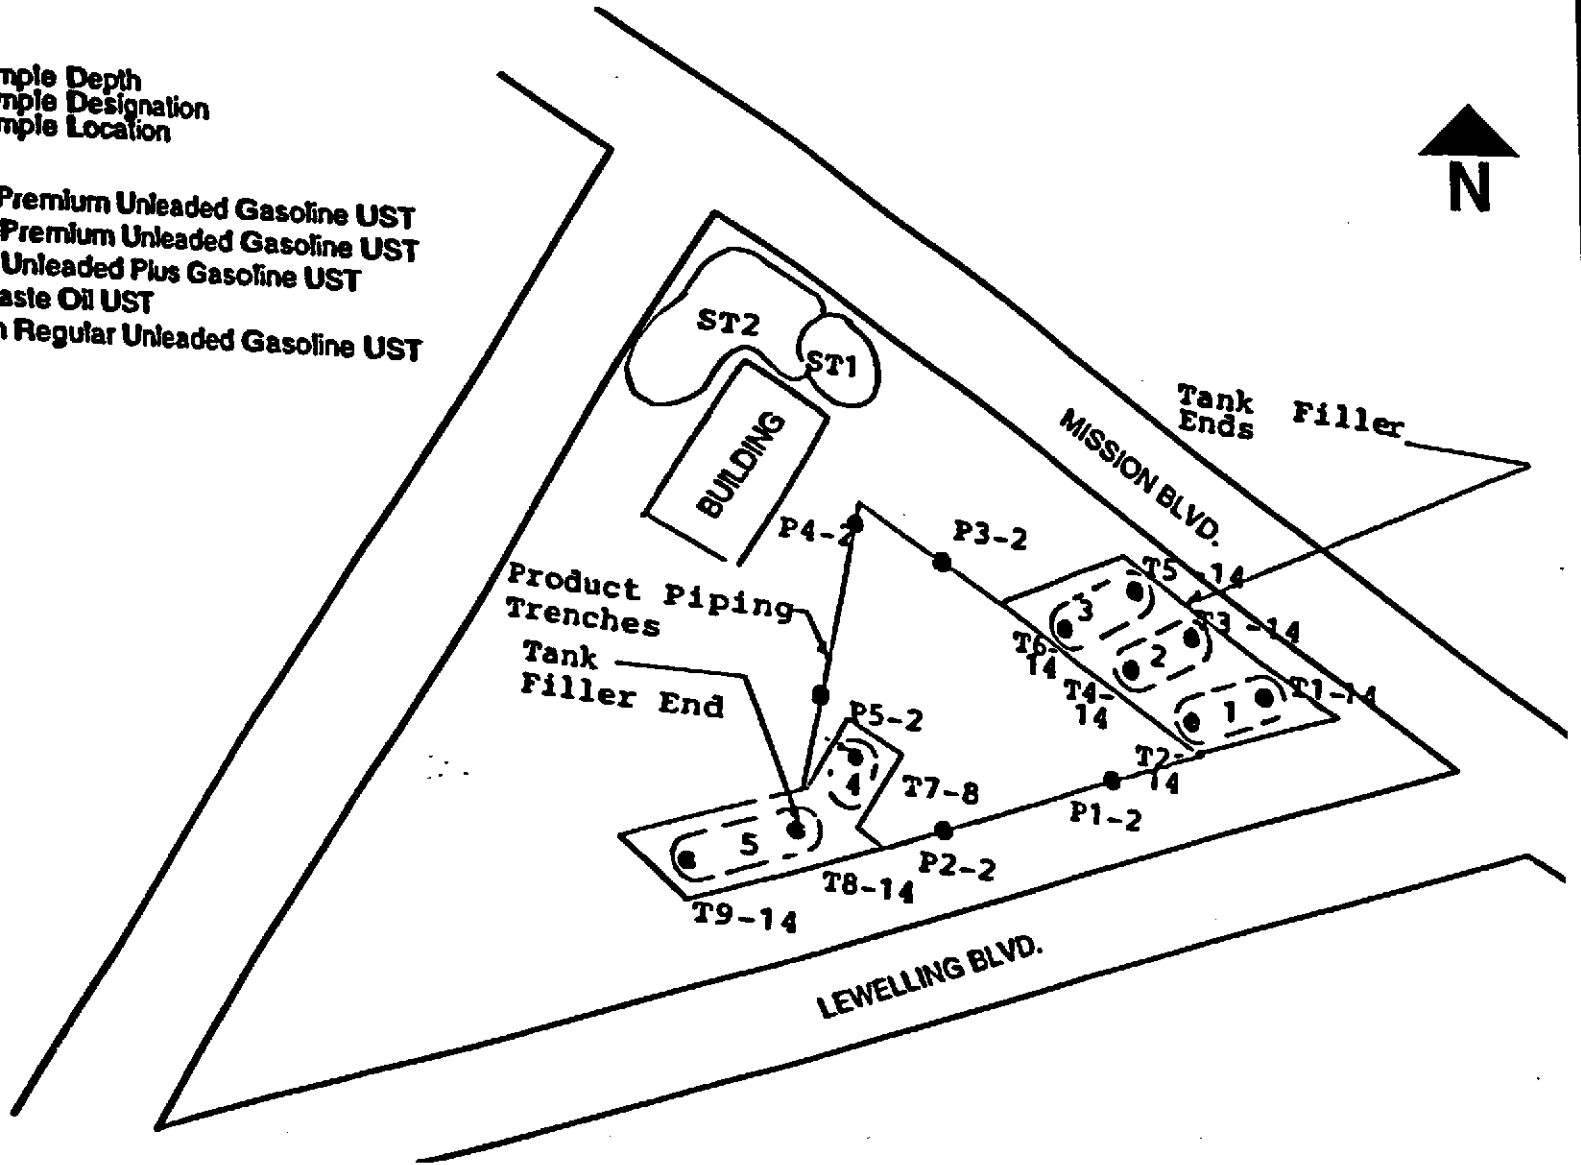 mple Depth
mple Designation
mple Location
Premium Unleaded Gasoline UST
Premium Unleaded Gasoline UST
Unleaded Plus Gasoline UST
aste Oil UST
Regular Unleaded Gasoline UST
N
ST2
ST1
BUILDING
MISSION BLVD.
Tank Filler
Ends
P4-2
P3-2
Product Piping
Trenches
Tank
Filler End
T5-14
3
T3-14
T6-
14
2
T4-
14
T1-14
1
T2-
14
P5-2
4
T7-8
P1-2
5
P2-2
T8-14
T9-14
LEWELLING BLVD.